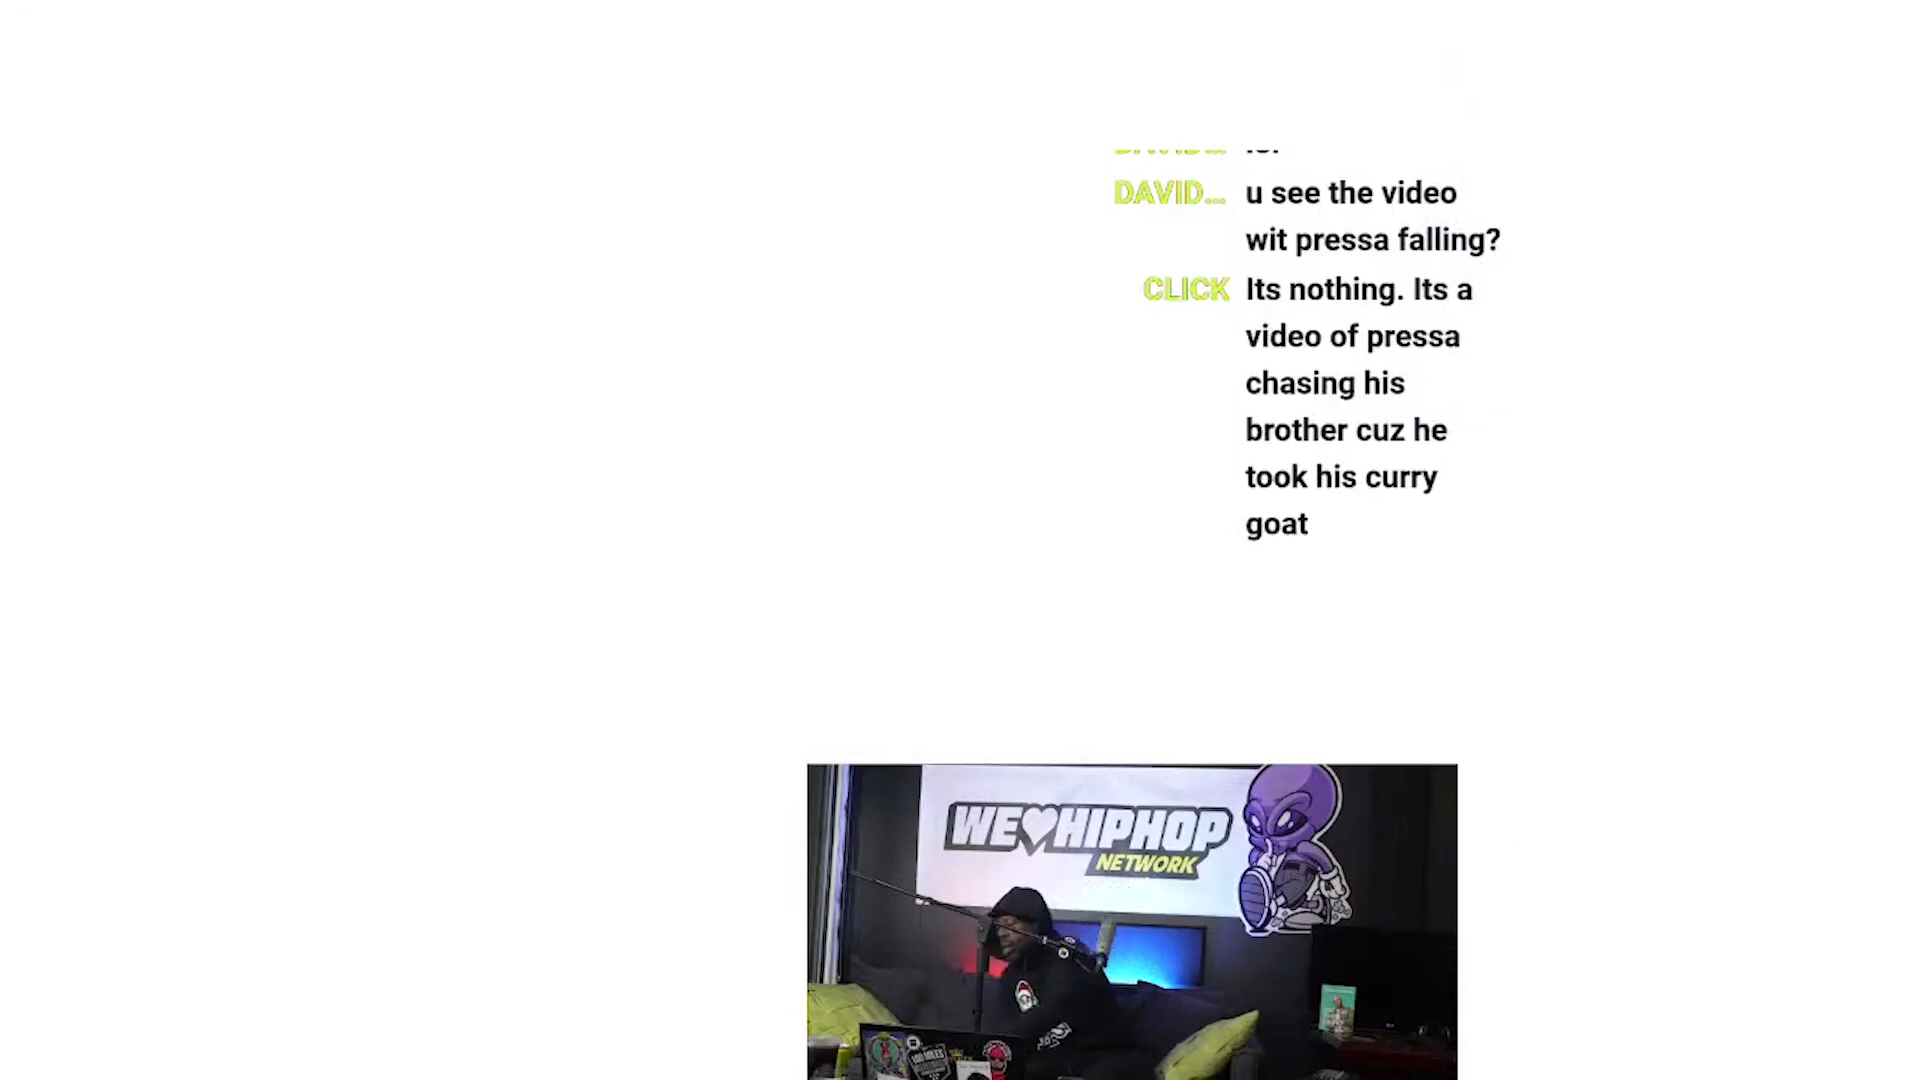 DAVID... u see the video
wit pressa falling?
CLICK Its nothing. Its a
video of pressa
chasing his
brother cuz he
took his curry
goat
WE HIPHOP
NETWORK